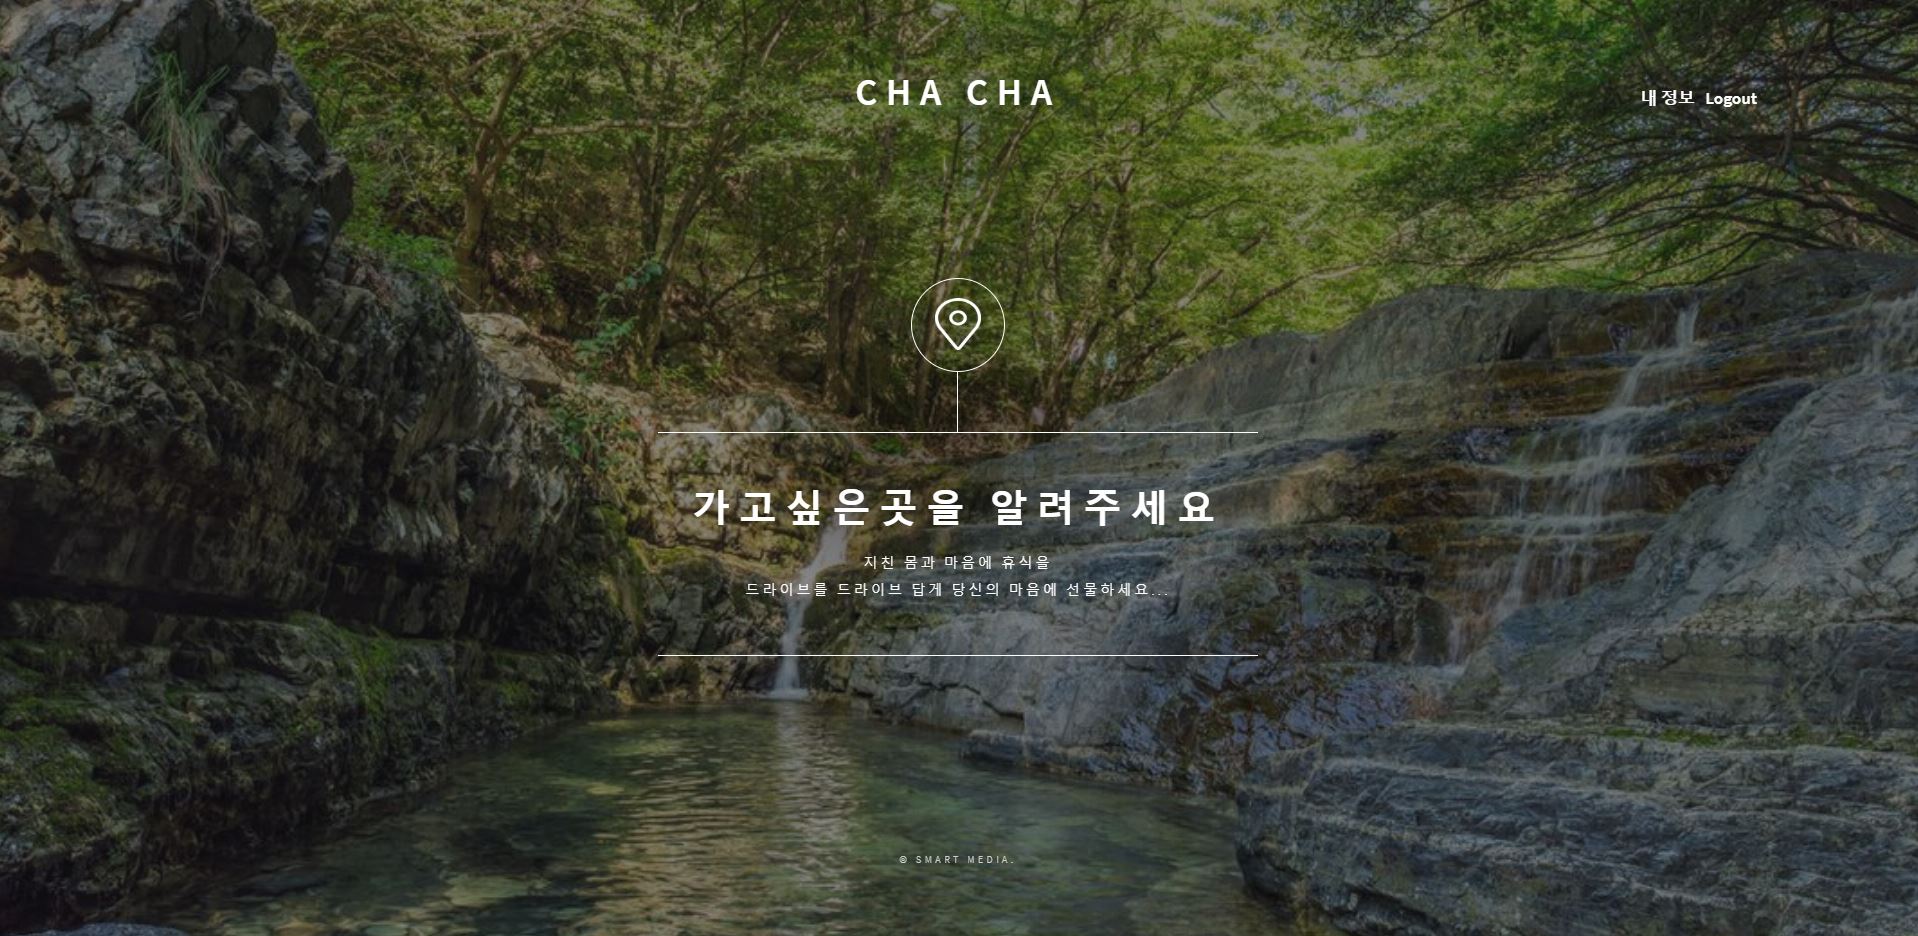 CHA CHA
내 정보 Logout
가고싶은곳을 알려주세요
지친 몸과 마음에 휴식을
드라이브를 드라이브 답게 당신의 마음에 선물하세요...
© SMART MEDIA.